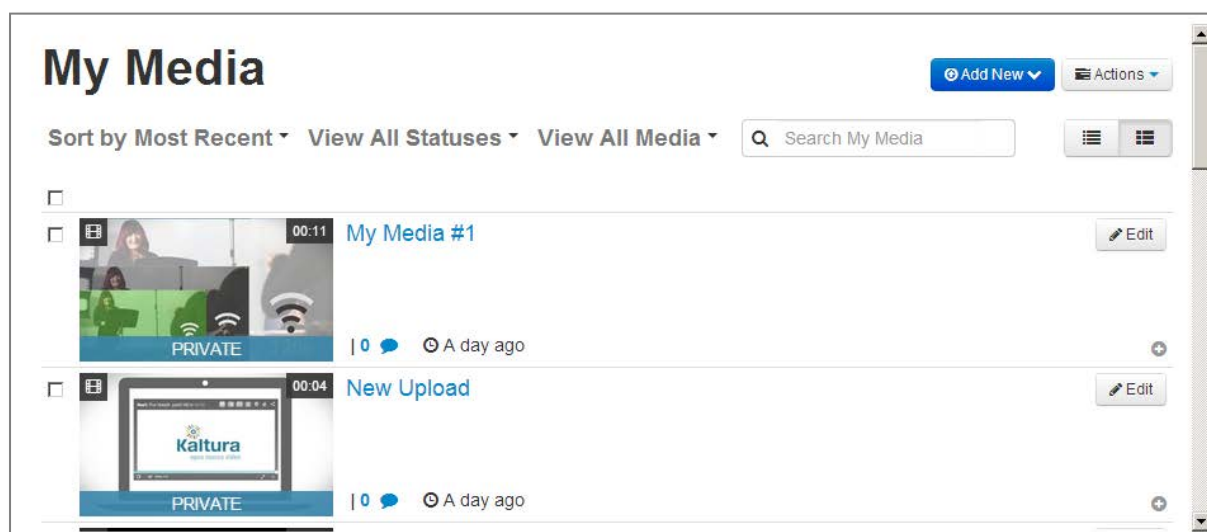 My Media
Add New
Actions
Sort by Most Recent View All Statuses View All Media Search My Media
00:11
My Media #1
Edit
PRIVATE
| 0 A day ago
00:04
New Upload
Edit
Kaltura
PRIVATE
| 0 A day ago